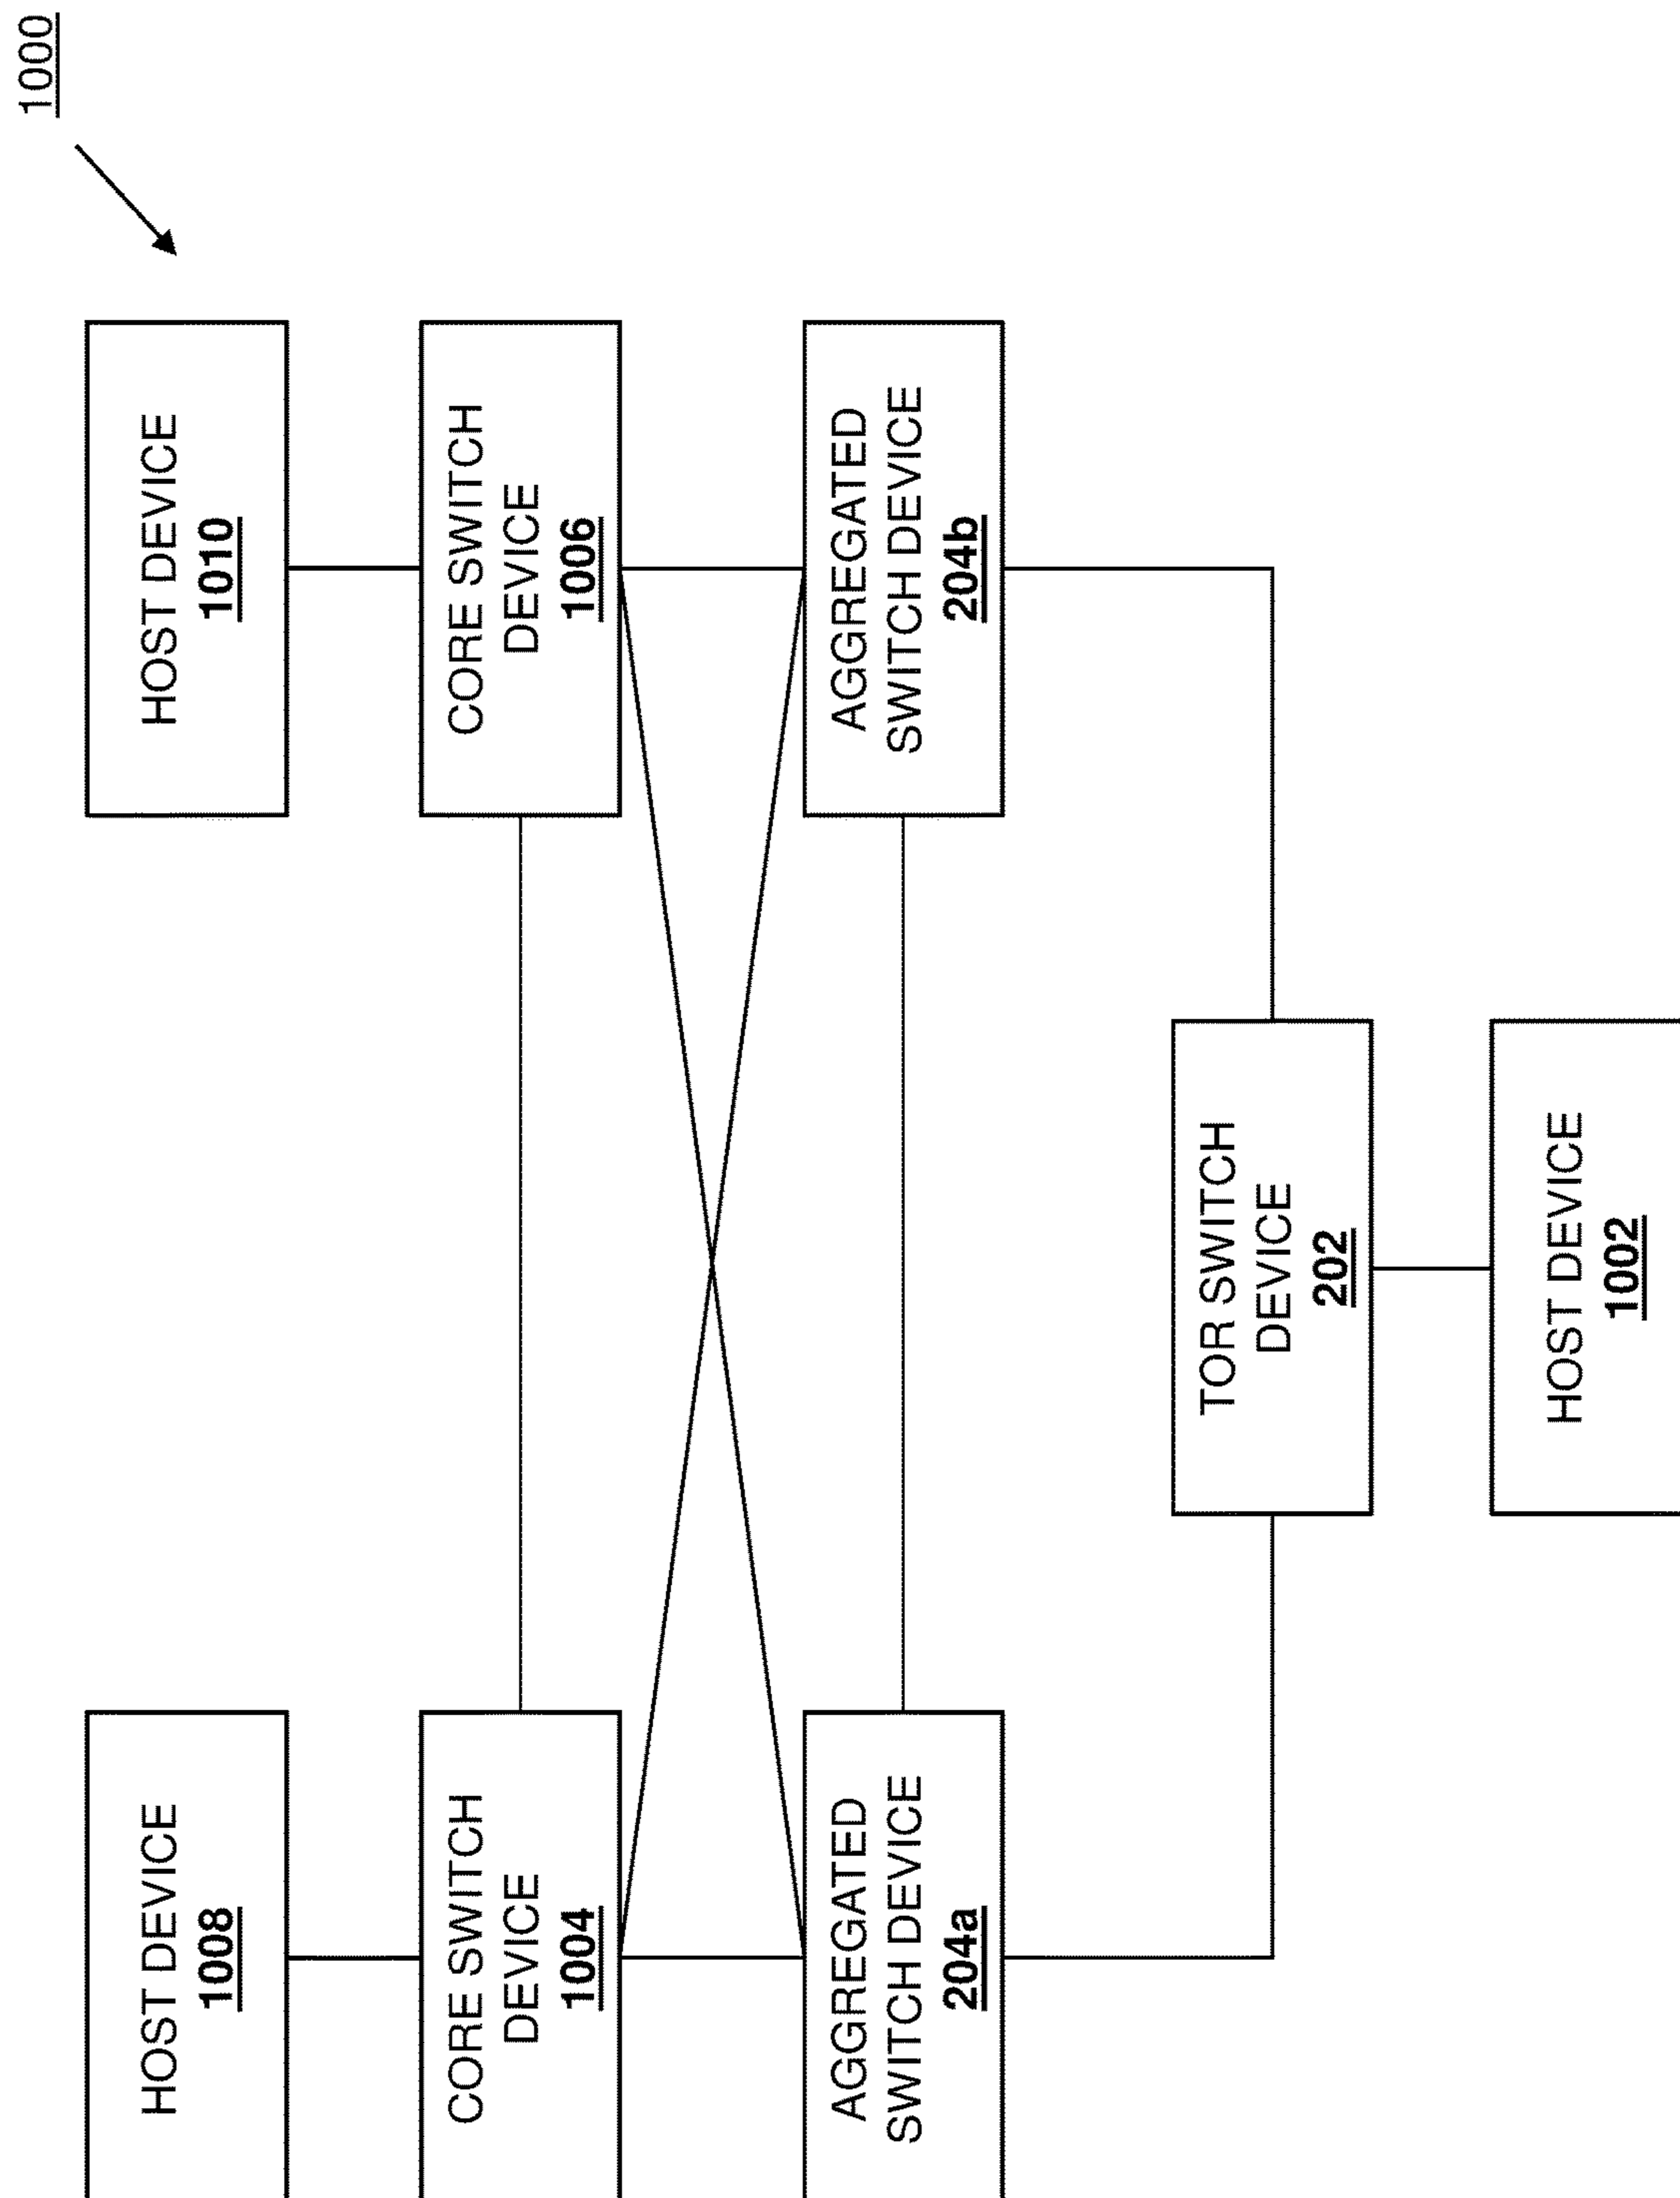 1000
HOST DEVICE
1008
HOST DEVICE
1010
CORE SWITCH
DEVICE
1004
CORE SWITCH
DEVICE
1006
AGGREGATED
SWITCH DEVICE
204a
AGGREGATED
SWITCH DEVICE
204b
TOR SWITCH
DEVICE
202
HOST DEVICE
1002